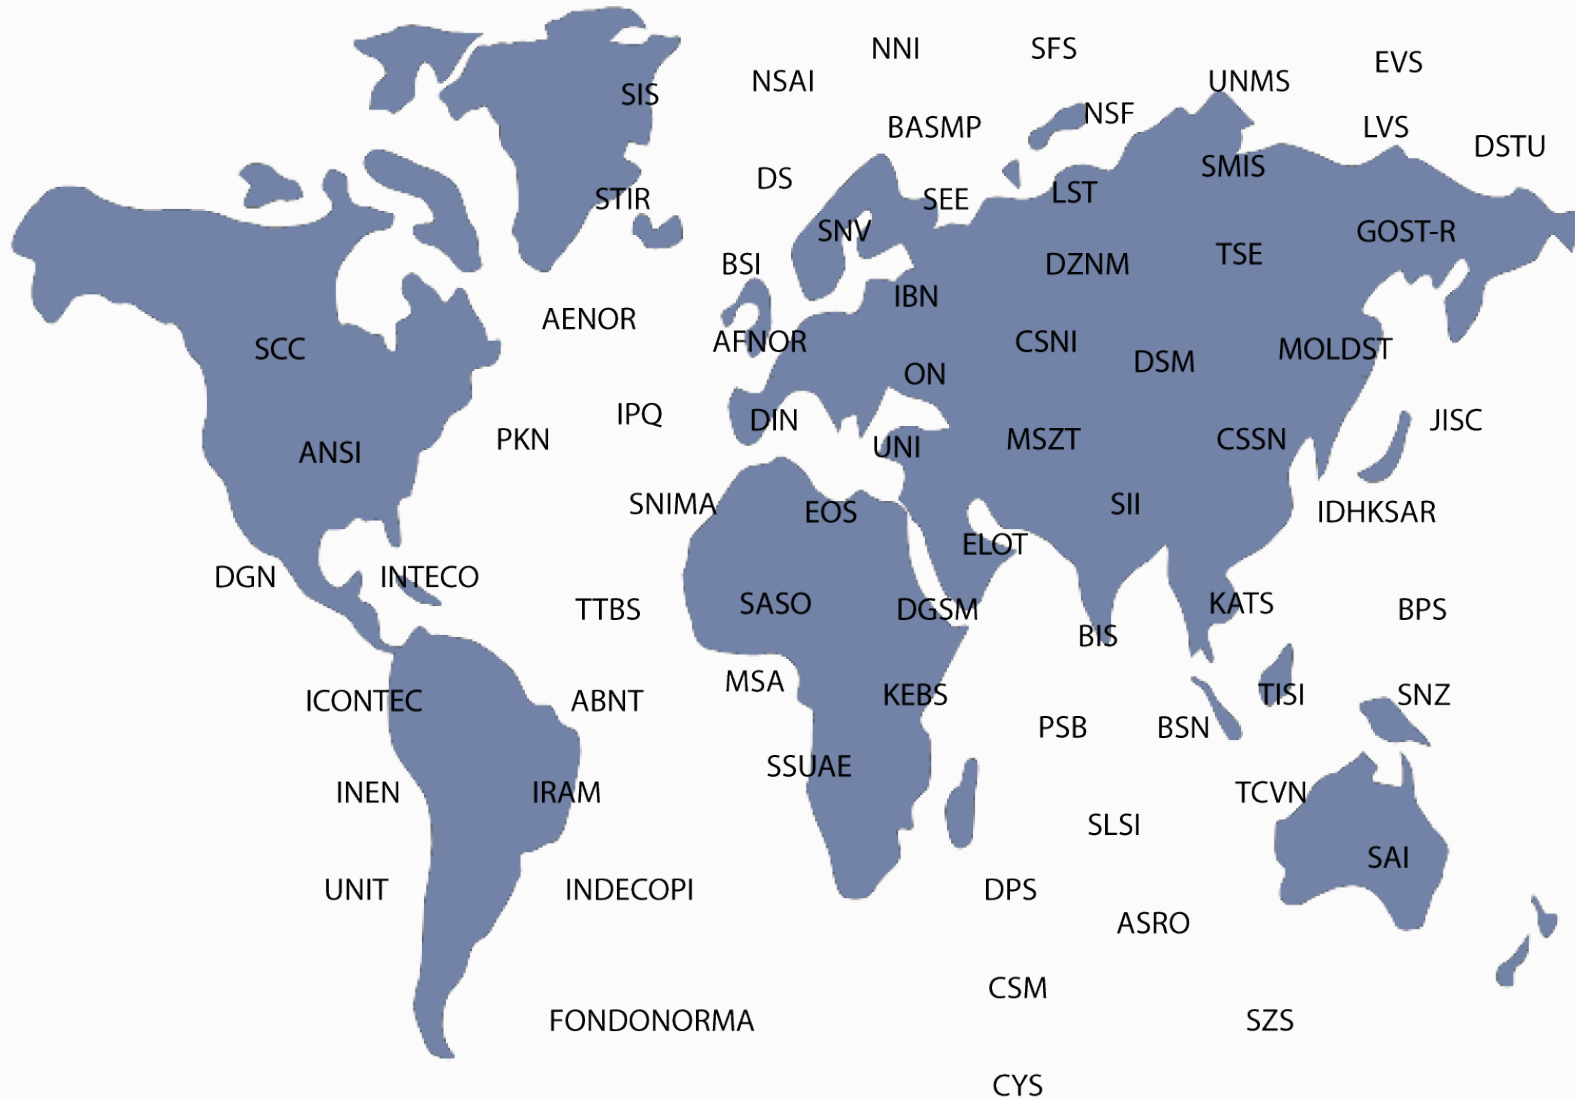 NNI
SFS
EVS
NSAI
UNMS
SIS
NSF
BASMP
LVS
DSTU
SMIS
DS
LST
STIR
SEE
SNV
GOST-R
TSE
BSI
DZNM
IBN
AENOR
AFNOR
CSNI
SCC
MOLDST
DSM
ON
IPQ
DIN
JISC
PKN
MSZT
CSSN
UNI
ANSI
SNIMA
EOS
SII
IDHKSAR
ELOT
DGN
INTECO
TTBS
SASO
DGSM
KATS
BPS
BIS
MSA
ICONTEC
ABNT
KEBS
TISI
SNZ
PSB
BSN
SSUAE
INEN
IRAM
TCVN
SLSI
SAI
UNIT
INDECOPI
DPS
ASRO
CSM
FONDONORMA
SZS
CYS